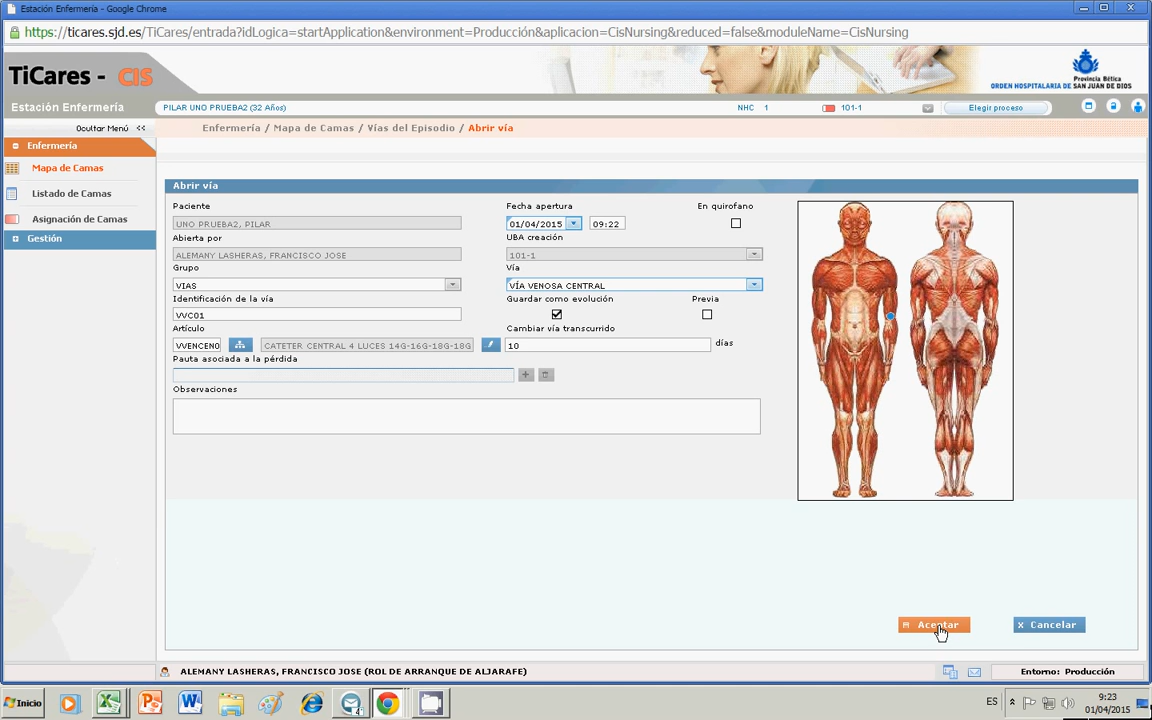 Estación Enfermería - Google Chrome
https://ticares.sjd.es/TiCares/entrada?idLogica=startApplication&environment=Producción&aplicacion=CisNursing&reduced=false&moduleName=CisNursing
TiCares - CIS
Provincia Bética
ORDEN HOSPITALARIA DE SAN JUAN DE DIOS
Estación Enfermería
PILAR UNO PRUEBA2 (32 Años)
NHC 1
101-1
Elegir proceso
Ocultar Menú <<
Enfermería / Mapa de Camas / Vías del Episodio / Abrir vía
Enfermería
Mapa de Camas
Listado de Camas
Asignación de Camas
Gestión
Abrir vía
Paciente
Fecha apertura
En quirofano
UNO PRUEBA2, PILAR
01/04/2015
09:22
Abierta por
UBA creación
ALEMANY LASHERAS, FRANCISCO JOSE
101-1
Grupo
Vía
VIAS
VÍA VENOSA CENTRAL
Identificación de la vía
Guardar como evolución
Previa
VVC01
Artículo
Cambiar vía transcurrido
VVENCEN0
CATETER CENTRAL 4 LUCES 14G-16G-18G-18G
10
días
Pauta asociada a la pérdida
Observaciones
Aceptar
x Cancelar
ALEMANY LASHERAS, FRANCISCO JOSE (ROL DE ARRANQUE DE ALJARAFE)
Entorno: Producción
Inicio
4
ES
9:23
01/04/2015